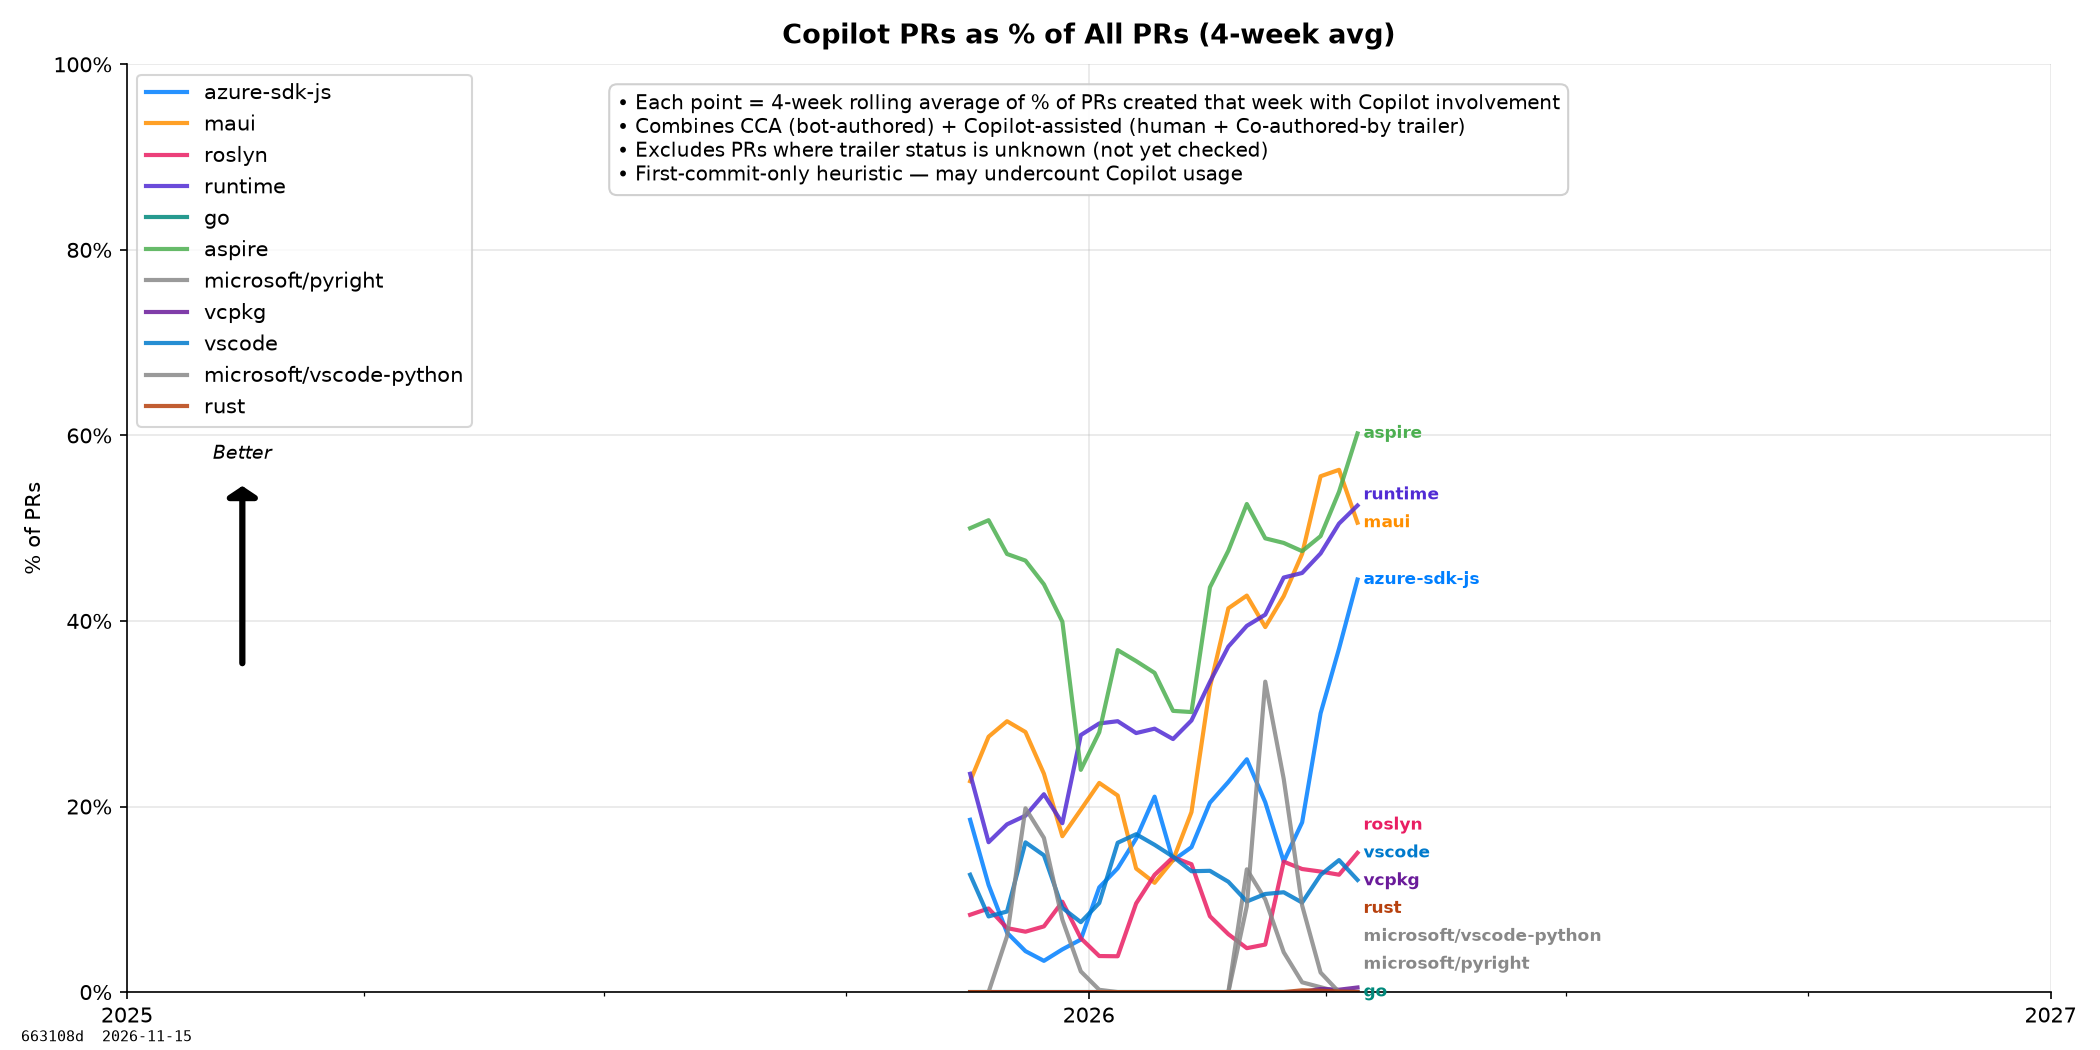 Copilot PRs as % of All PRs (4-week avg)
100%
80%
60%
40%
20%
0%
% of PRs
azure-sdk-js
maui
roslyn
runtime
go
aspire
microsoft/pyright
vcpkg
vscode
microsoft/vscode-python
rust
• Each point = 4-week rolling average of % of PRs created that week with Copilot involvement
• Combines CCA (bot-authored) + Copilot-assisted (human + Co-authored-by trailer)
• Excludes PRs where trailer status is unknown (not yet checked)
• First-commit-only heuristic — may undercount Copilot usage
Better
aspire
runtime
maui
azure-sdk-js
roslyn
vscode
vcpkg
rust
microsoft/vscode-python
microsoft/pyright
go
2025
2026
2027
663108d 2026-11-15